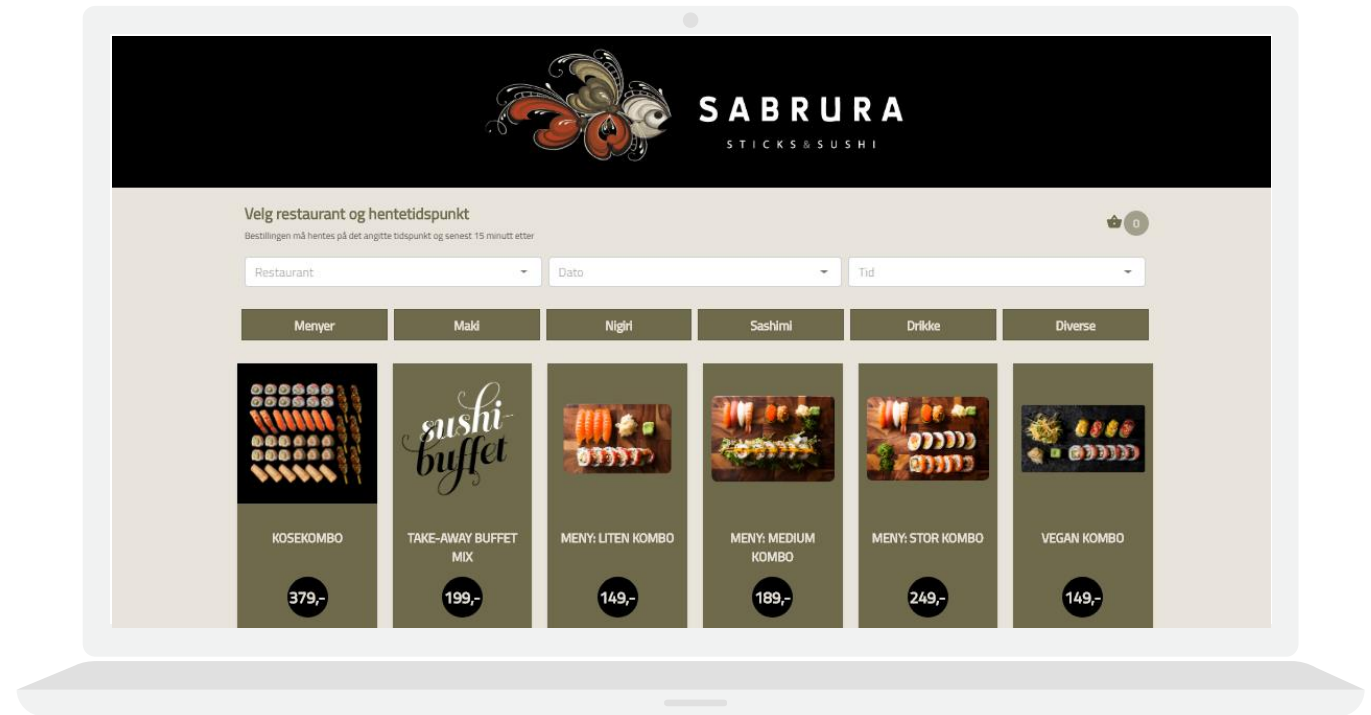 SABRURA
STICKS&SUSHI
Velg restaurant og hentetidspunkt
Bestillingen må hentes på det angitte tidspunkt og senest 15 minutt etter
0
Restaurant
Dato
Tid
Menyer
Maki
Nigiri
Sashimi
Drikke
Diverse
sushi-
buffet
KOSEKOMBO
TAKE-AWAY BUFFET
MIX
MENY: LITEN KOMBO
MENY: MEDIUM
KOMBO
MENY: STOR KOMBO
VEGAN KOMBO
379,-
199,-
149,-
189,-
249,-
149,-